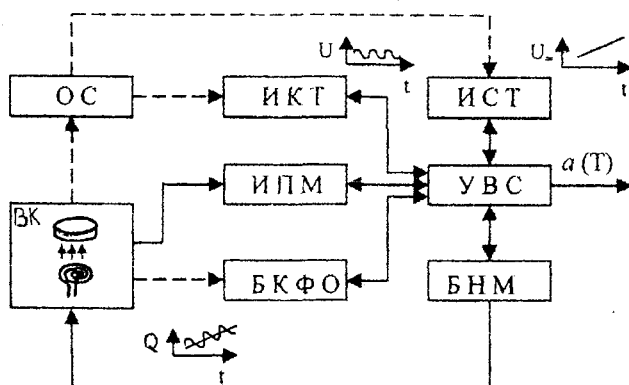 U
t
U=
t
ОС
ИКТ
ИСТ
ИПМ
УВС
a (T)
ВК
БКФО
БНМ
Q
t